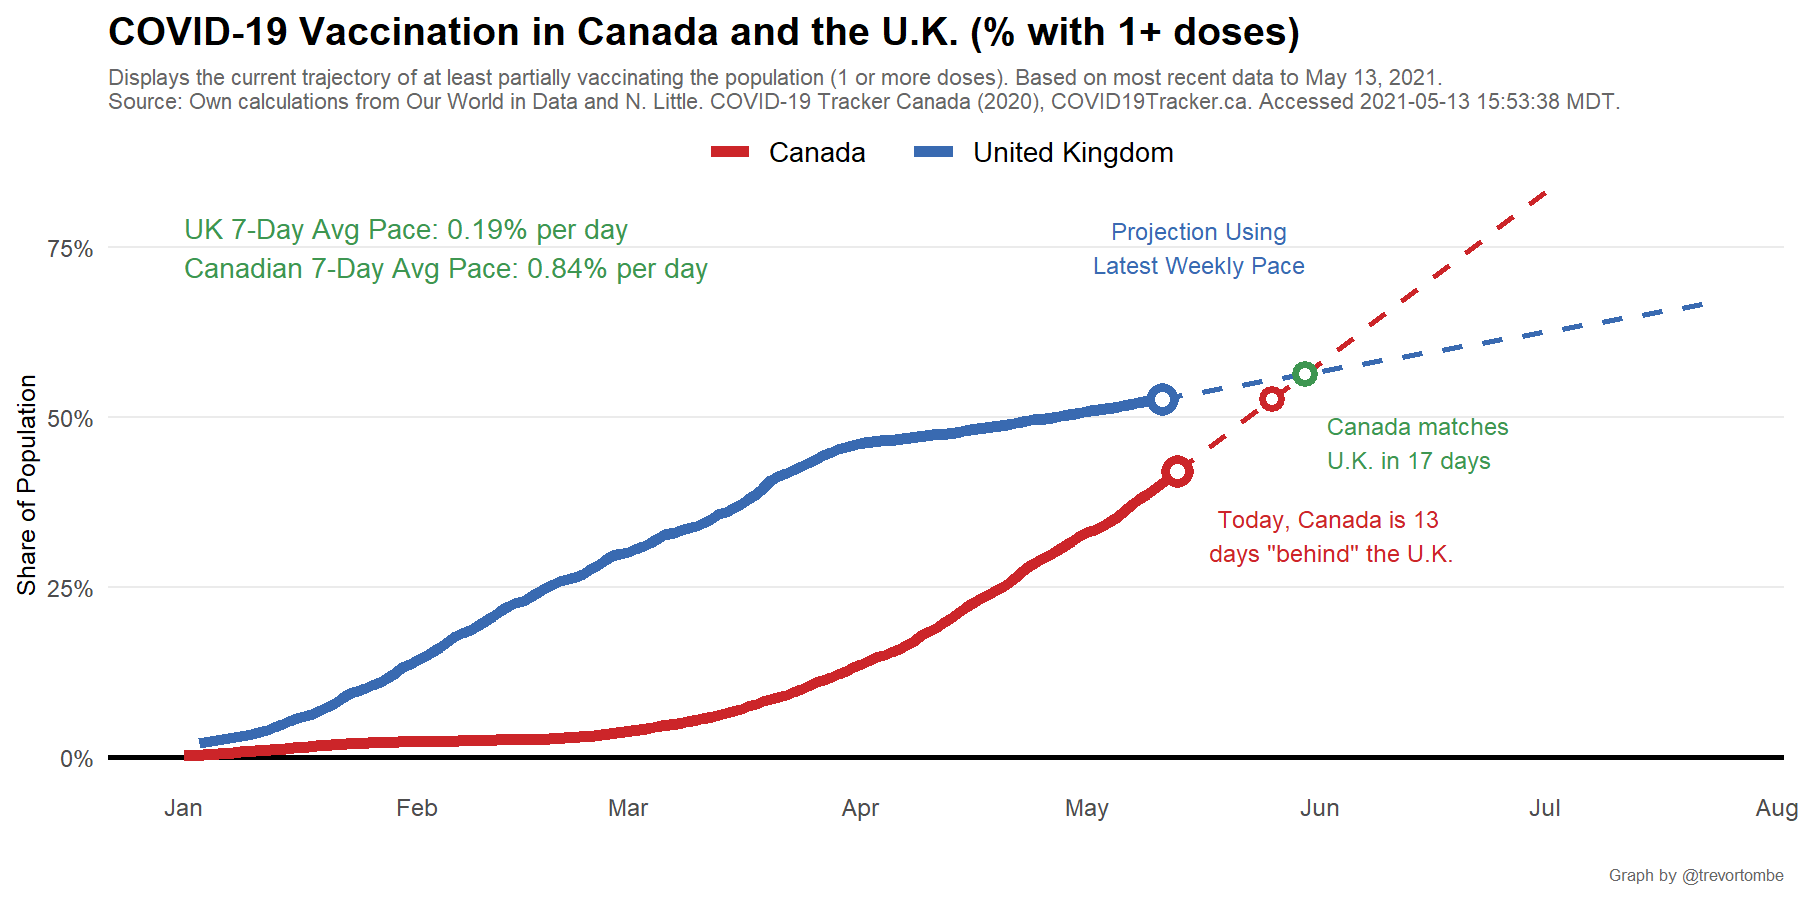 COVID-19 Vaccination in Canada and the U.K. (% with 1+ doses)
Displays the current trajectory of at least partially vaccinating the population (1 or more doses). Based on most recent data to May 13, 2021.
Source: Own calculations from Our World in Data and N. Little. COVID-19 Tracker Canada (2020), COVID19Tracker.ca. Accessed 2021-05-13 15:53:38 MDT.
Canada United Kingdom
UK 7-Day Avg Pace: 0.19% per day
Canadian 7-Day Avg Pace: 0.84% per day
Projection Using
Latest Weekly Pace
Canada matches
U.K. in 17 days
Today, Canada is 13
days "behind" the U.K.
Share of Population
75%
50%
25%
0%
Jan Feb Mar Apr May Jun Jul Aug
Graph by @trevortombe